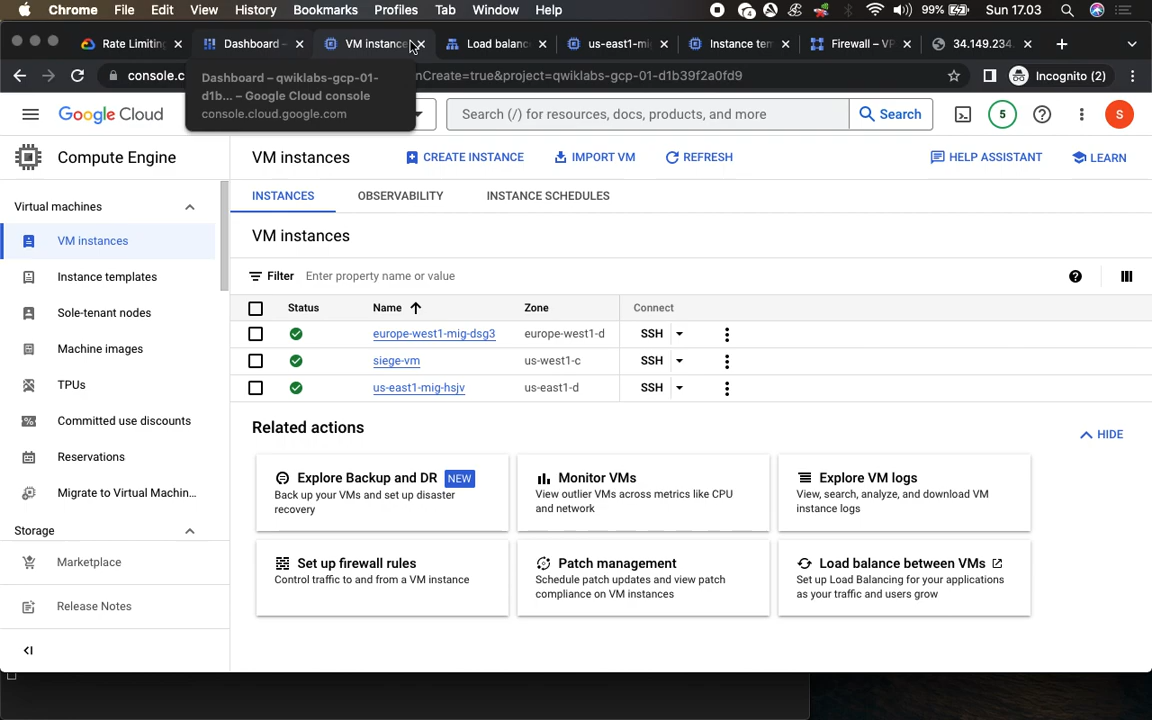 Chrome File Edit View History Bookmarks Profiles Tab Window Help 99% Sun 17.03
Rate Limiting Dashboard – VM instance Load balanc us-east1-mi Instance tem Firewall – VP 34.149.234.
console.c nCreate=true&project=qwiklabs-gcp-01-d1b39f2a0fd9 Incognito (2)
Dashboard – qwiklabs-gcp-01-
d1b... – Google Cloud console
console.cloud.google.com
Google Cloud Search (/) for resources, docs, products, and more Search 5 S
Compute Engine VM instances CREATE INSTANCE IMPORT VM REFRESH HELP ASSISTANT LEARN
Virtual machines
VM instances
Instance templates
Sole-tenant nodes
Machine images
TPUs
Committed use discounts
Reservations
Migrate to Virtual Machin...
Storage
Marketplace
Release Notes
INSTANCES OBSERVABILITY INSTANCE SCHEDULES
VM instances
Filter Enter property name or value
Status Name Zone Connect
europe-west1-mig-dsg3 europe-west1-d SSH
siege-vm us-west1-c SSH
us-east1-mig-hsjv us-east1-d SSH
Related actions HIDE
Explore Backup and DR NEW
Back up your VMs and set up disaster
recovery
Monitor VMs
View outlier VMs across metrics like CPU
and network
Explore VM logs
View, search, analyze, and download VM
instance logs
Set up firewall rules
Control traffic to and from a VM instance
Patch management
Schedule patch updates and view patch
compliance on VM instances
Load balance between VMs
Set up Load Balancing for your applications
as your traffic and users grow